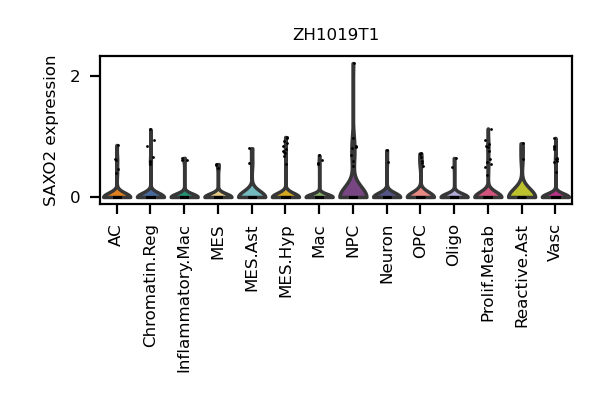 ZH1019T1
SAXO2 expression
2
0
AC
Chromatin.Reg
Inflammatory.Mac
MES
MES.Ast
MES.Hyp
Mac
NPC
Neuron
OPC
Oligo
Prolif.Metab
Reactive.Ast
Vasc